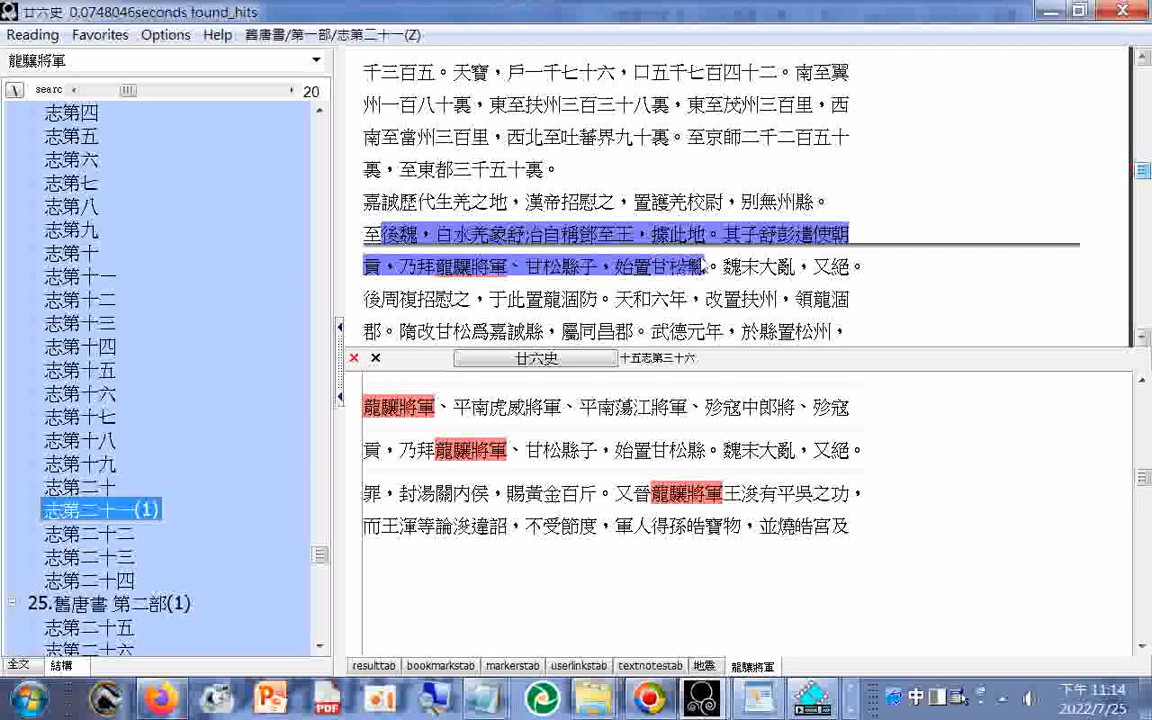 廿六史 0.0748046seconds found_hits
Reading Favorites Options Help 舊唐書/第一部/志第二十一(Z)
龍驤將軍
searc 20
志第四
志第五
志第六
志第七
志第八
志第九
志第十
志第十一
志第十二
志第十三
志第十四
志第十五
志第十六
志第十七
志第十八
志第十九
志第二十
志第二十一(1)
志第二十二
志第二十三
志第二十四
25.舊唐書 第二部(1)
志第二十五
志第二十六
全文 結構
千三百五。天寶，戶一千七十六，口五千七百四十二。南至翼
州一百八十裏，東至扶州三百三十八裏，東至茂州三百里，西
南至當州三百里，西北至吐蕃界九十裏。至京師二千二百五十
裏，至東都三千五十裏。
嘉誠歷代生羌之地，漢帝招慰之，置護羌校尉，別無州縣。
至後魏，白水羌象舒治自稱鄧至王，據此地。其子舒彭遣使朝
貢，乃拜龍驤將軍、甘松縣子，始置甘松縣。魏末大亂，又絕。
後周復招慰之，于此置龍涸防。天和六年，改置扶州，領龍涸
郡。隋改甘松爲嘉誠縣，屬同昌郡。武德元年，於縣置松州，
廿六史 十五志第三十六
龍驤將軍、平南虎威將軍、平南蕩江將軍、殄寇中郎將、殄寇
貢，乃拜龍驤將軍、甘松縣子，始置甘松縣。魏末大亂，又絕。
罪，封湯關內侯，賜黃金百斤。又晉龍驤將軍王浚有平吳之功，
而王渾等論浚違詔，不受節度，軍人得孫皓寶物，並燒皓宮及
resulttab bookmarkstab markerstab userlinkstab textnotestab 地震 龍驤將軍
中
下午 11:14
2022/7/25